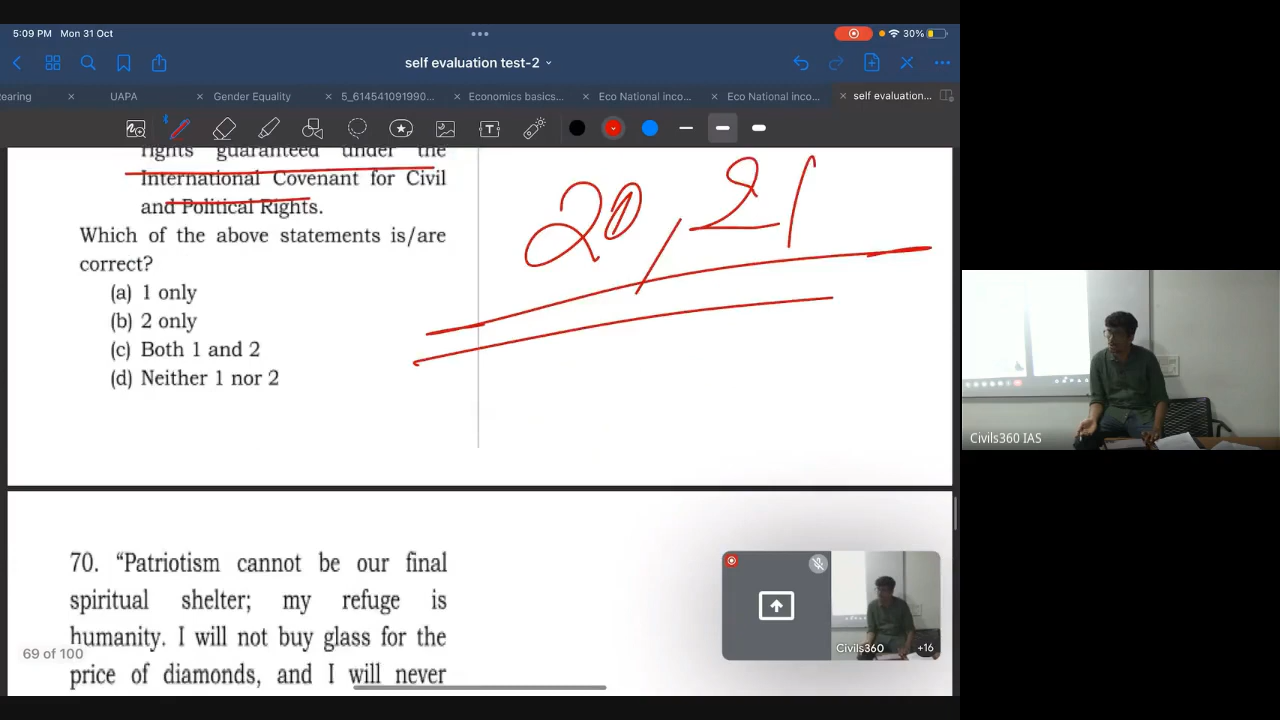 5:09 PM Mon 31 Oct
30%
self evaluation test-2
earing
UAPA
Gender Equality
5_614541091990...
Economics basics...
Eco National inco...
Eco National inco...
self evaluation...
T
rights guaranteed under the
International Covenant for Civil
and Political Rights.
Which of the above statements is/are
correct?
(a) 1 only
(b) 2 only
(c) Both 1 and 2
(d) Neither 1 nor 2
20, 21
Civils360 IAS
70. “Patriotism cannot be our final
spiritual shelter; my refuge is
humanity. I will not buy glass for the
price of diamonds, and I will never
69 of 100
Civils360
+16